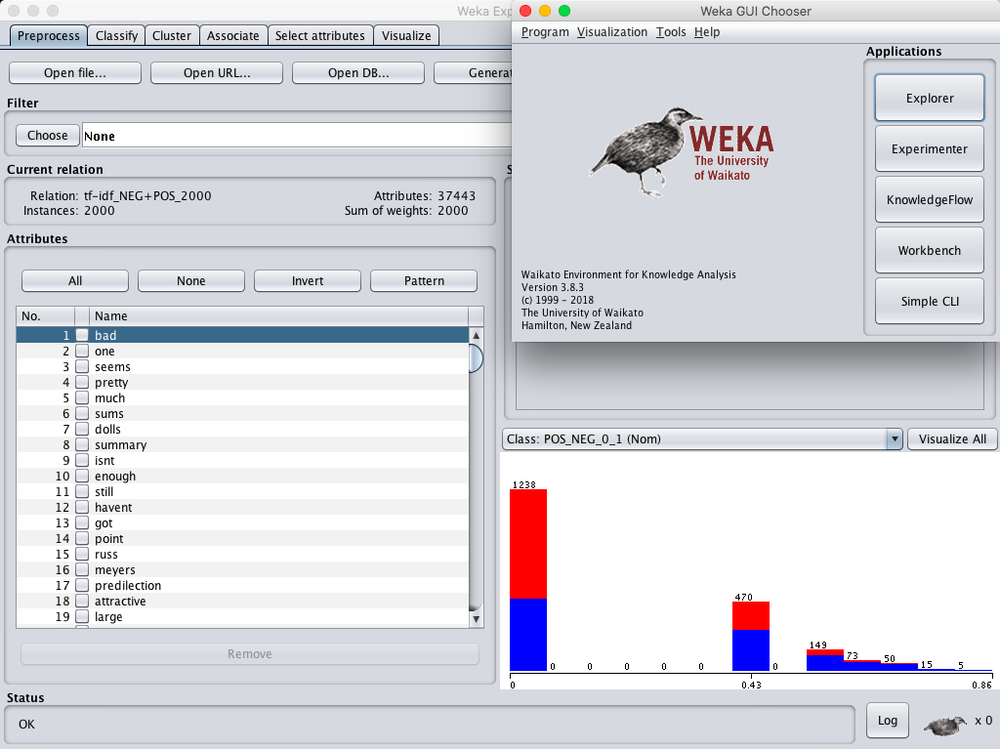 Weka Exp
Preprocess Classify Cluster Associate Select attributes Visualize
Open file... Open URL... Open DB... Generat
Filter
Choose None
Current relation
Relation: tf-idf_NEG+POS_2000 Attributes: 37443
Instances: 2000 Sum of weights: 2000
Attributes
All None Invert Pattern
No. Name
1 bad
2 one
3 seems
4 pretty
5 much
6 sums
7 dolls
8 summary
9 isnt
10 enough
11 still
12 havent
13 got
14 point
15 russ
16 meyers
17 predilection
18 attractive
19 large
Remove
Status
OK
Weka GUI Chooser
Program Visualization Tools Help
WEKA
The University
of Waikato
Waikato Environment for Knowledge Analysis
Version 3.8.3
(c) 1999 - 2018
The University of Waikato
Hamilton, New Zealand
Applications
Explorer
Experimenter
KnowledgeFlow
Workbench
Simple CLI
S
Class: POS_NEG_0_1 (Nom) Visualize All
1238 0 0 0 0 0 470 0 149 73 50 15 5
0 0.43 0.86
Log x 0